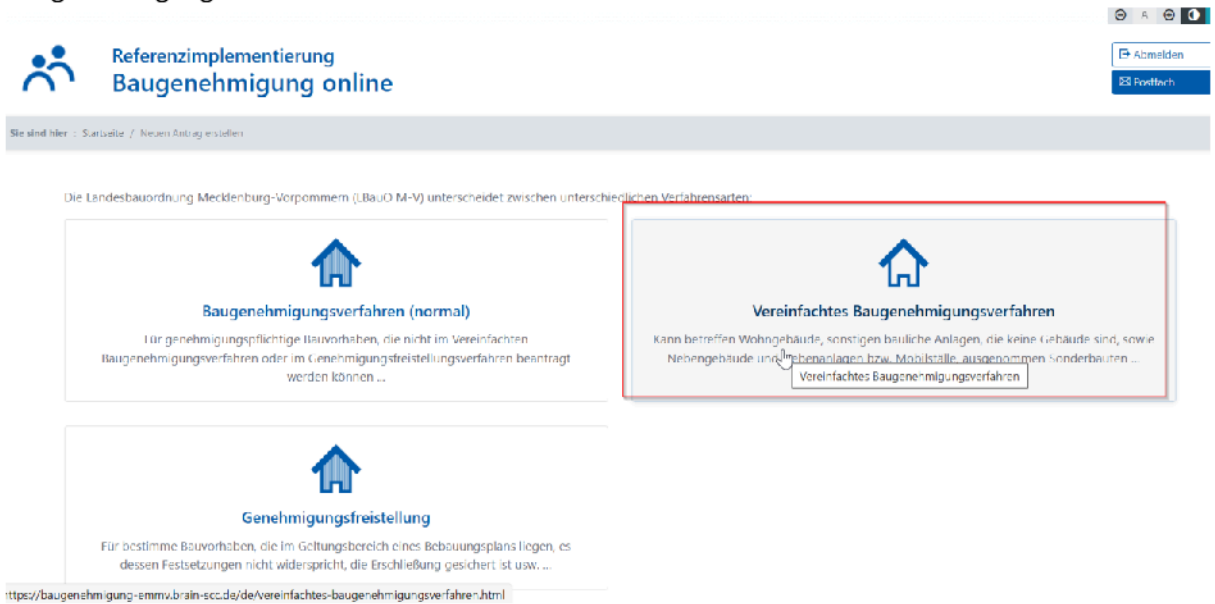 Referenzimplementierung
Baugenehmigung online
Abmelden
Postfach
Sie sind hier : Startseite / Neuen Antrag erstellen
Die Landesbauordnung Mecklenburg-Vorpommern (LBauO M-V) unterscheidet zwischen unterschiedlichen Verfahrensarten:
Baugenehmigungsverfahren (normal)
Für genehmigungspflichtige Bauvorhaben, die nicht im Vereinfachten
Baugenehmigungsverfahren oder im Genehmigungsfreistellungsverfahren beantragt
werden können ...
Vereinfachtes Baugenehmigungsverfahren
Kann betreffen Wohngebäude, sonstigen bauliche Anlagen, die keine Gebäude sind, sowie
Nebengebäude und Nebenanlagen bzw. Mobilställe, ausgenommen Sonderbauten ...
Vereinfachtes Baugenehmigungsverfahren
Genehmigungsfreistellung
Für bestimme Bauvorhaben, die im Geltungsbereich eines Bebauungsplans liegen, es
dessen Festsetzungen nicht widerspricht, die Erschließung gesichert ist usw. ...
https://baugenehmigung-emmv.brain-scc.de/de/vereinfachtes-baugenehmigungsverfahren.html